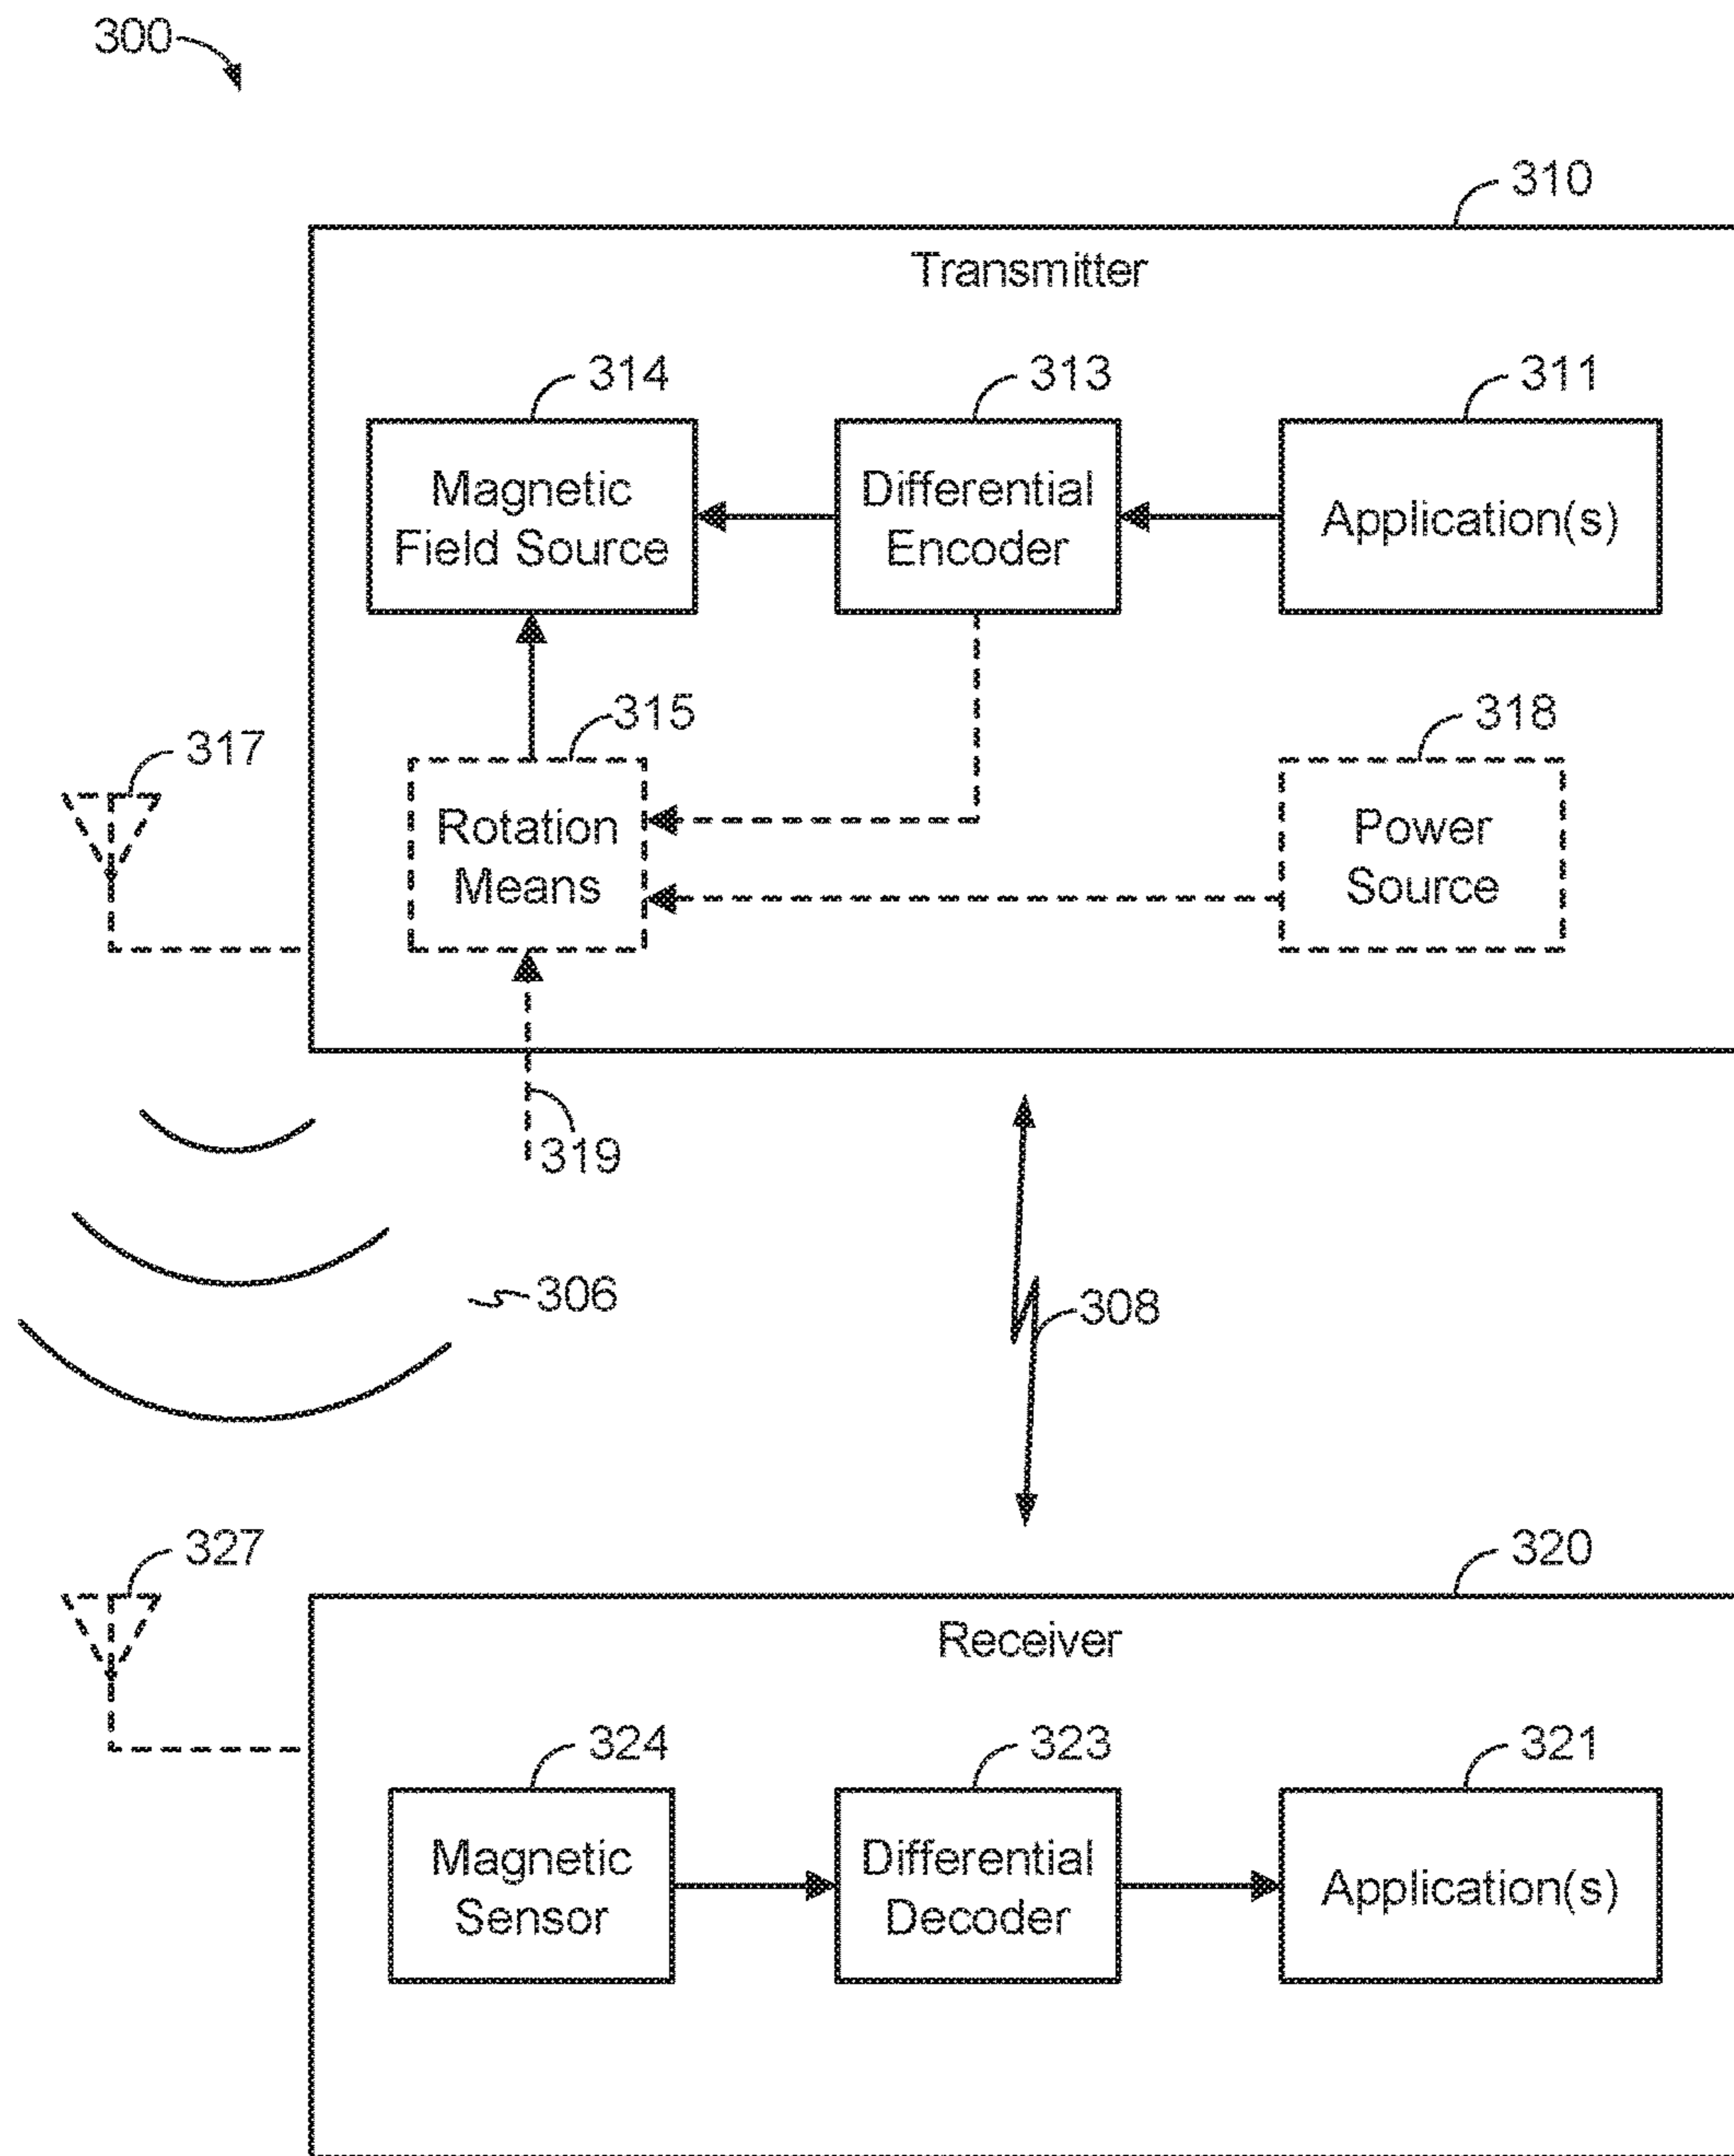 300
310
Transmitter
314
313
311
Magnetic
Field Source
Differential
Encoder
Application(s)
317
315
318
Rotation
Means
Power
Source
319
306
308
327
320
Receiver
324
323
321
Magnetic
Sensor
Differential
Decoder
Application(s)